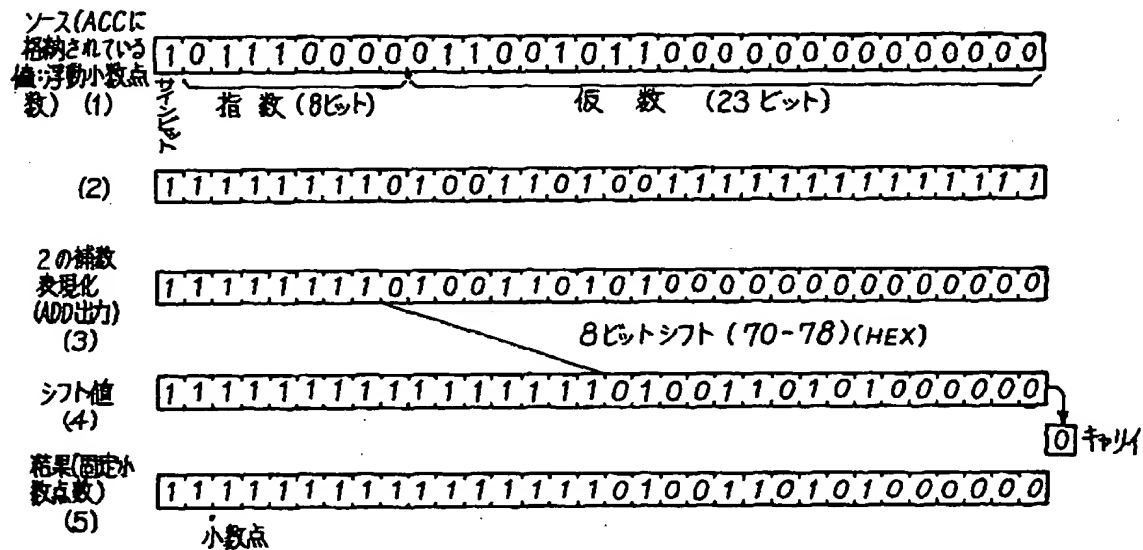 ソース(ACCに
格納されている
値:浮動小数点
数) (1)
10111000001100101100000000000000
サインビット
指数(8ビット)
仮数 (23ビット)
(2)
11111111010011010011111111111111
2の補数
表現化
(ADD出力)
(3)
11111111010011010100000000000000
8ビットシフト(70-78)(HEX)
シフト値
(4)
11111111111111110100110101000000
0 キャリイ
結果(固定小
数点数)
(5)
11111111111111110100110101000000
小数点